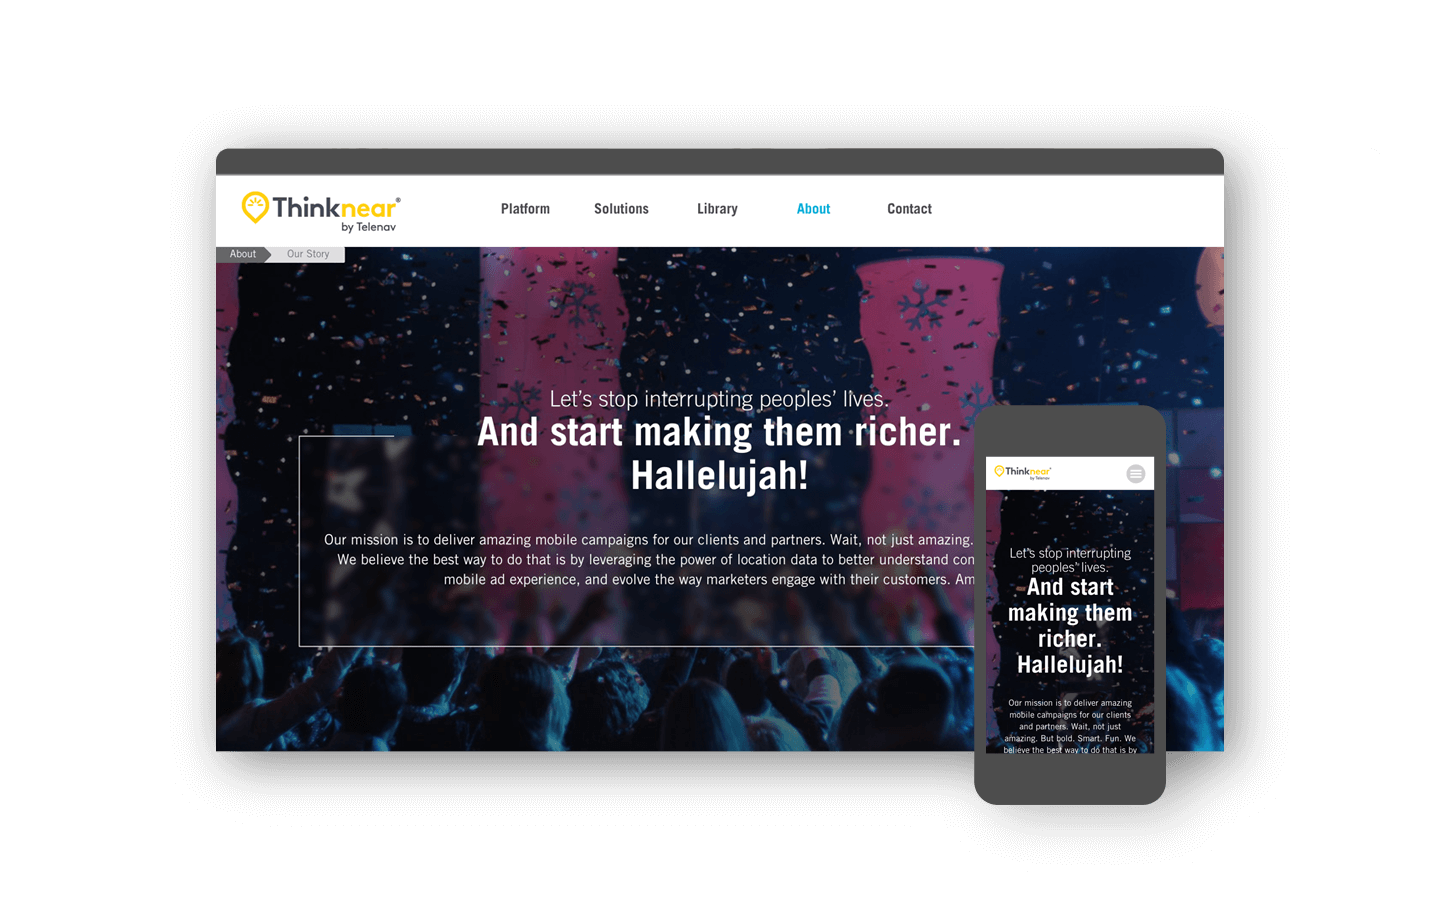 Thinknear®
by Telenav
Platform Solutions Library About Contact
About Our Story
Let’s stop interrupting peoples’ lives.
And start making them richer.
Hallelujah!
Our mission is to deliver amazing mobile campaigns for our clients and partners. Wait, not just amazing.
We believe the best way to do that is by leveraging the power of location data to better understand con
mobile ad experience, and evolve the way marketers engage with their customers. Am
Thinknear
by Telenav
Let’s stop interrupting
peoples’ lives.
And start
making them
richer.
Hallelujah!
Our mission is to deliver amazing
mobile campaigns for our clients
and partners. Wait, not just
amazing. But bold. Smart. Fun. We
believe the best way to do that is by